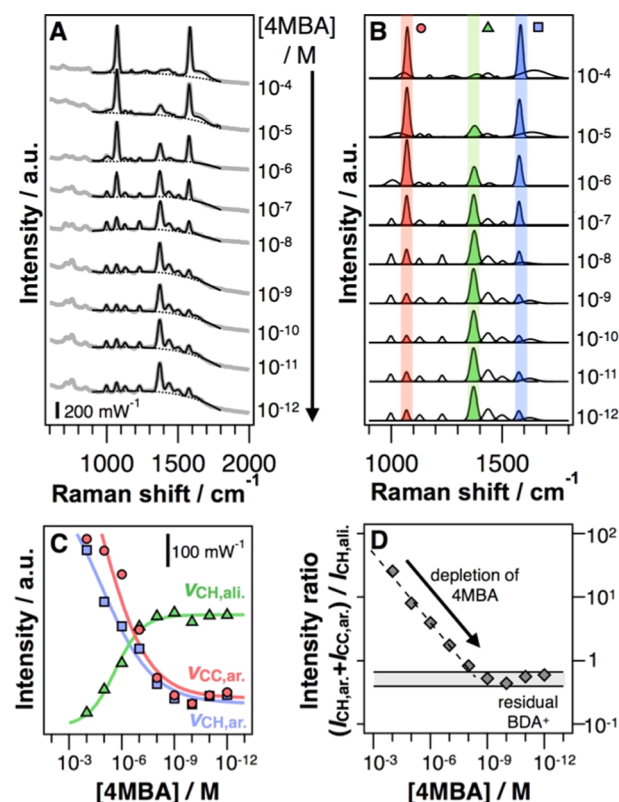 A
[4MBA]
/ M
10-4
10-5
10-6
10-7
10-8
10-9
10-10
10-11
10-12
200 mW-1
Intensity / a.u.
1000 1500 2000
Raman shift / cm-1
B
10-4
10-5
10-6
10-7
10-8
10-9
10-10
10-11
10-12
Intensity / a.u.
1000 1500
Raman shift / cm-1
C
100 mW-1
νCH,ali.
νCC,ar.
νCH,ar.
Intensity / a.u.
10-3 10-6 10-9 10-12
[4MBA] / M
D
depletion of
4MBA
residual
BDA+
Intensity ratio
(ICH,ar.+ICC,ar.) / ICH,ali.
10²
10¹
1
10-1
10-3 10-6 10-9 10-12
[4MBA] / M